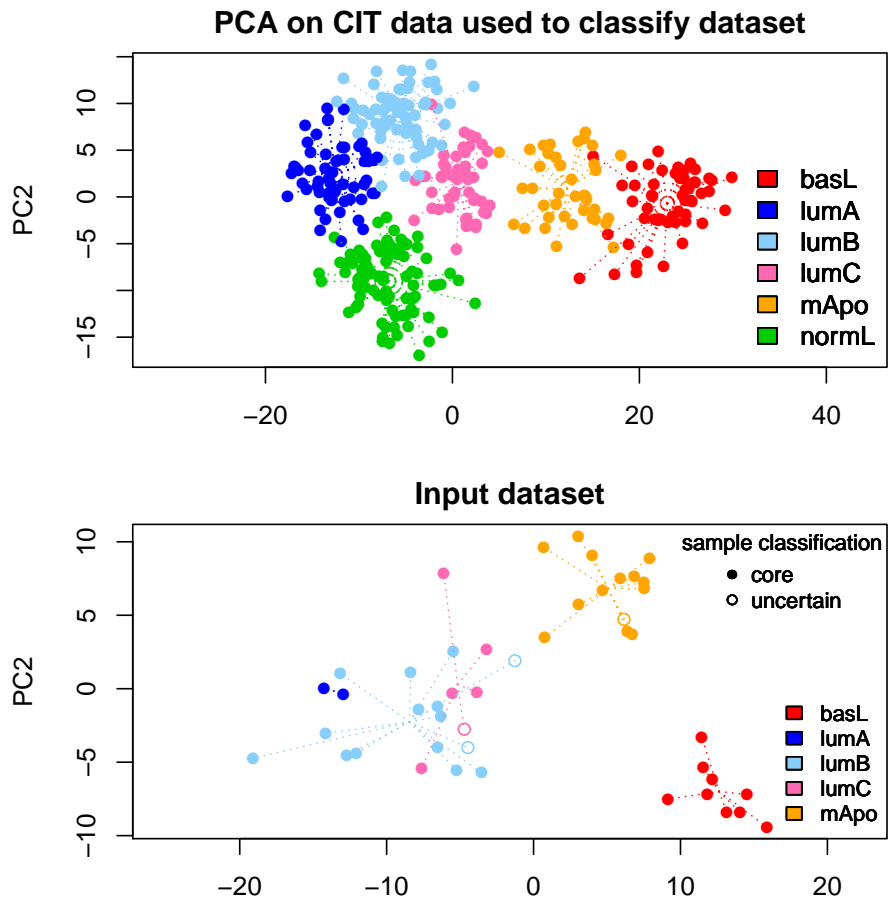 PCA on CIT data used to classify dataset
PC2
10
5
0
−5
−15
−20
0
20
40
basL
lumA
lumB
lumC
mApo
normL
Input dataset
PC2
10
5
0
−5
−10
−20
−10
0
10
20
sample classification
core
uncertain
basL
lumA
lumB
lumC
mApo